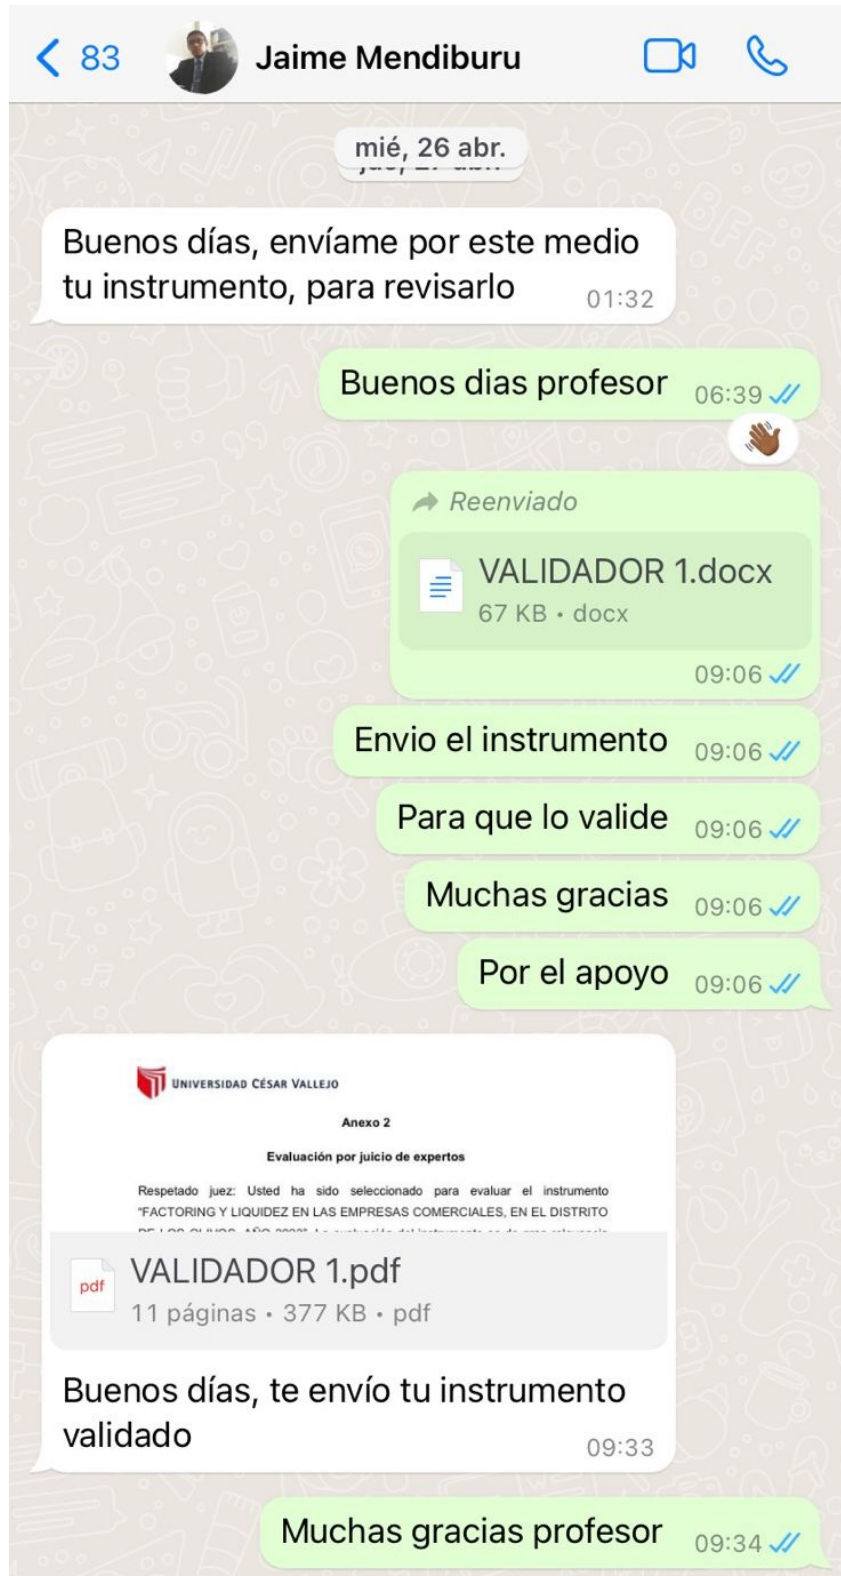 83
Jaime Mendiburu
mié, 26 abr.
Buenos días, envíame por este medio
tu instrumento, para revisarlo
01:32
Buenos dias profesor
06:39
Reenviado
VALIDADOR 1.docx
67 KB • docx
09:06
Envio el instrumento
09:06
Para que lo valide
09:06
Muchas gracias
09:06
Por el apoyo
09:06
UNIVERSIDAD CÉSAR VALLEJO
Anexo 2
Evaluación por juicio de expertos
Respetado juez: Usted ha sido seleccionado para evaluar el instrumento
"FACTORING Y LIQUIDEZ EN LAS EMPRESAS COMERCIALES, EN EL DISTRITO
pdf
VALIDADOR 1.pdf
11 páginas • 377 KB • pdf
Buenos días, te envío tu instrumento
validado
09:33
Muchas gracias profesor
09:34